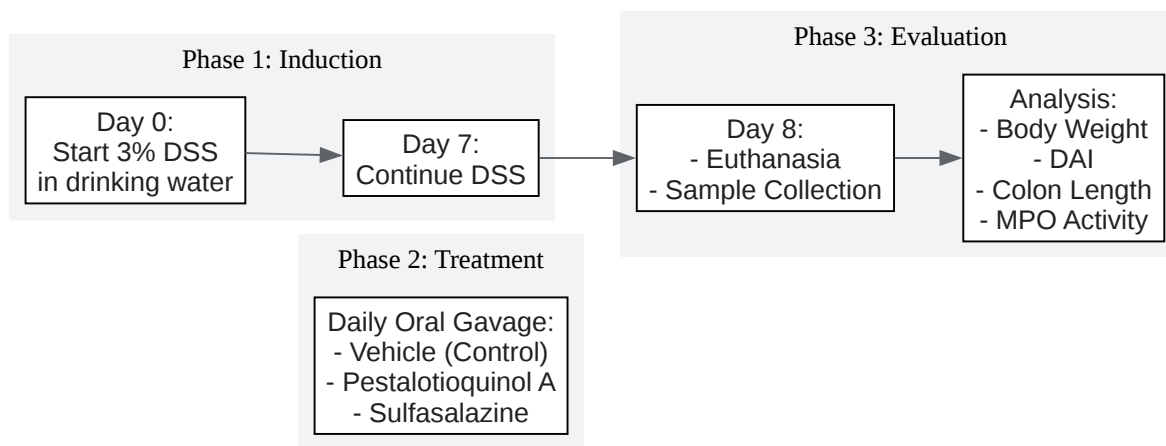 Phase 1: Induction
Day 0:
Start 3% DSS
in drinking water
Day 7:
Continue DSS
Phase 2: Treatment
Daily Oral Gavage:
- Vehicle (Control)
- Pestalotioquinol A
- Sulfasalazine
Phase 3: Evaluation
Day 8:
- Euthanasia
- Sample Collection
Analysis:
- Body Weight
- DAI
- Colon Length
- MPO Activity